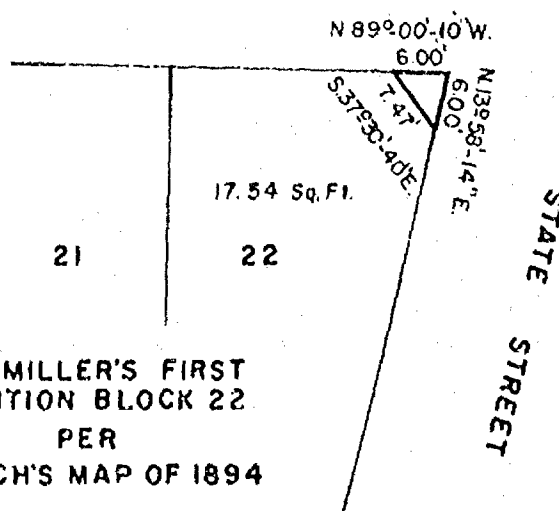 N 89°00'-10" W.
6.00'
N.13°58'-14" E.
6.00'
7.47'
S.37°30'-40"E.
17.54 Sq. Ft.
21
22
STATE STREET
MILLER'S FIRST
ITION BLOCK 22
PER
CH'S MAP OF 1894